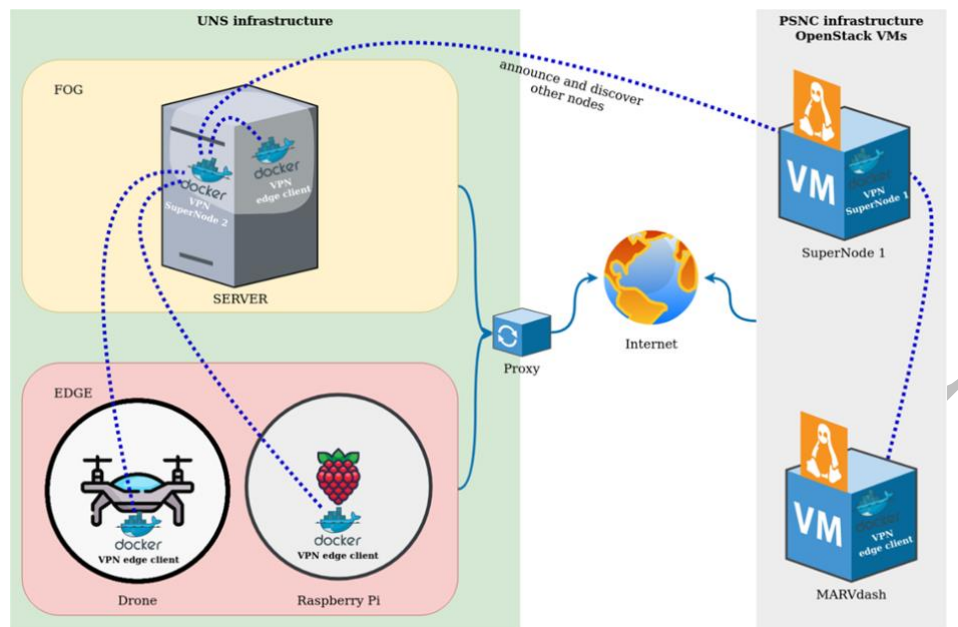 UNS infrastructure
PSNC infrastructure
OpenStack VMs
FOG
docker
VPN
SuperNode 2
docker
VPN
edge client
SERVER
announce and discover
other nodes
VM
docker
VPN
SuperNode 1
SuperNode 1
Proxy
Internet
EDGE
docker
VPN edge client
Drone
docker
VPN edge client
Raspberry Pi
VM
docker
VPN
edge client
MARVdash